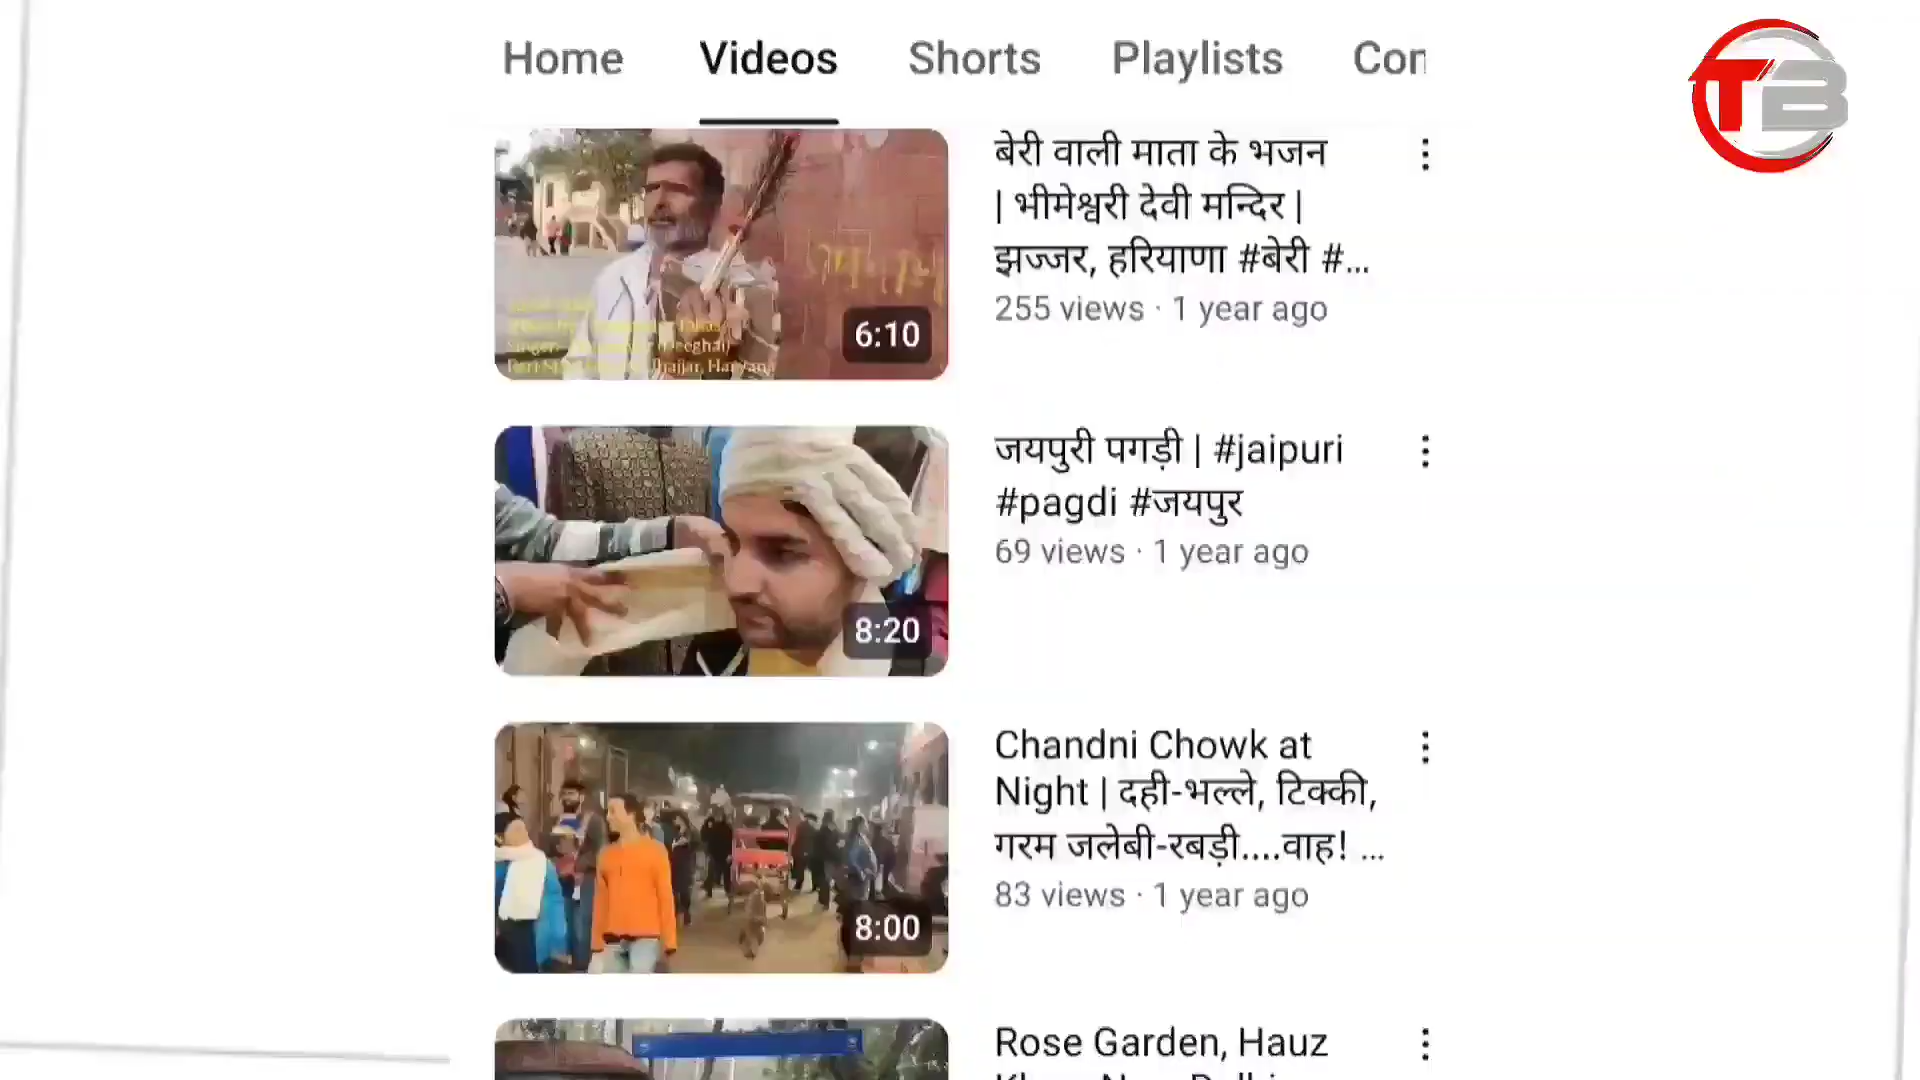 Home Videos Shorts Playlists Con
TB
बेरी वाली माता के भजन
| भीमेश्वरी देवी मन्दिर |
झज्जर, हरियाणा #बेरी #...
255 views · 1 year ago
6:10
जयपुरी पगड़ी | #jaipuri
#pagdi #जयपुर
69 views · 1 year ago
8:20
Chandni Chowk at
Night | दही-भल्ले, टिक्की,
गरम जलेबी-रबड़ी....वाह! ...
83 views · 1 year ago
8:00
Rose Garden, Hauz